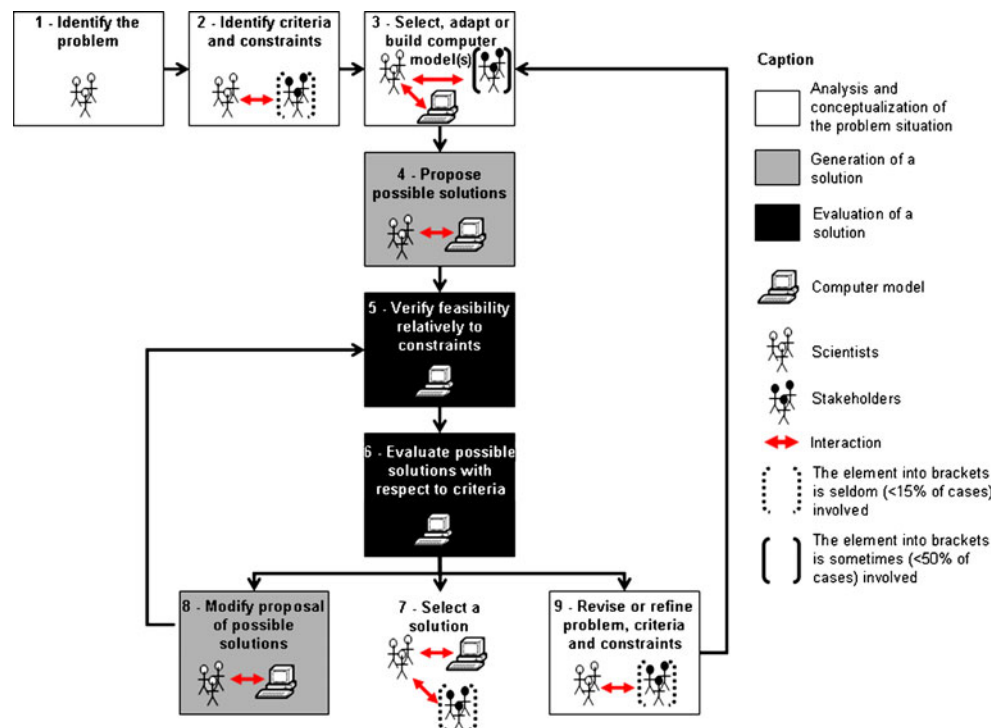 1 - Identify the
problem
2 - Identify criteria
and constraints
3 - Select, adapt or
build computer
model(s)
4 - Propose
possible solutions
5 - Verify feasibility
relatively to
constraints
6 - Evaluate possible
solutions with
respect to criteria
8 - Modify proposal
of possible
solutions
7 - Select a
solution
9 - Revise or refine
problem, criteria
and constraints
Caption
Analysis and
conceptualization of
the problem situation
Generation of a
solution
Evaluation of a
solution
Computer model
Scientists
Stakeholders
Interaction
The element into brackets
is seldom (<15% of cases)
involved
The element into brackets
is sometimes (<50% of
cases) involved